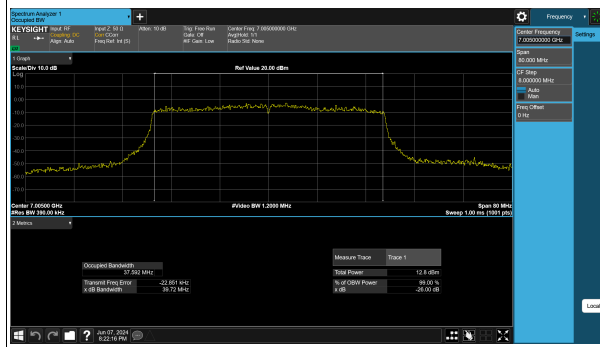 Spectrum Analyzer 1
Occupied BW
Frequency
KEYSIGHT Input: RF Input Z: 50 Ω Atten: 10 dB Trig: Free Run Center Freq: 7.005000000 GHz
R L Coupling: DC Corr CCorr Gate: Off Avg|Hold: 1/1
Align: Auto Freq Ref: Int (S) #IF Gain: Low Radio Std: None
Center Frequency
7.005000000 GHz
Settings
Span
80.000 MHz
CF Step
8.000000 MHz
Auto
Man
Freq Offset
0 Hz
1 Graph
Scale/Div 10.0 dB Ref Value 20.00 dBm
Log
10.0
0.00
-10.0
-20.0
-30.0
-40.0
-50.0
-60.0
-70.0
Center 7.00500 GHz #Video BW 1.2000 MHz Span 80 MHz
#Res BW 390.00 kHz Sweep 1.00 ms (1001 pts)
2 Metrics
Measure Trace Trace 1
Occupied Bandwidth
37.592 MHz
Total Power 12.8 dBm
Transmit Freq Error -22.851 kHz
% of OBW Power 99.00 %
x dB Bandwidth 39.72 MHz
x dB -26.00 dB
Local
Jun 07, 2024
8:22:16 PM